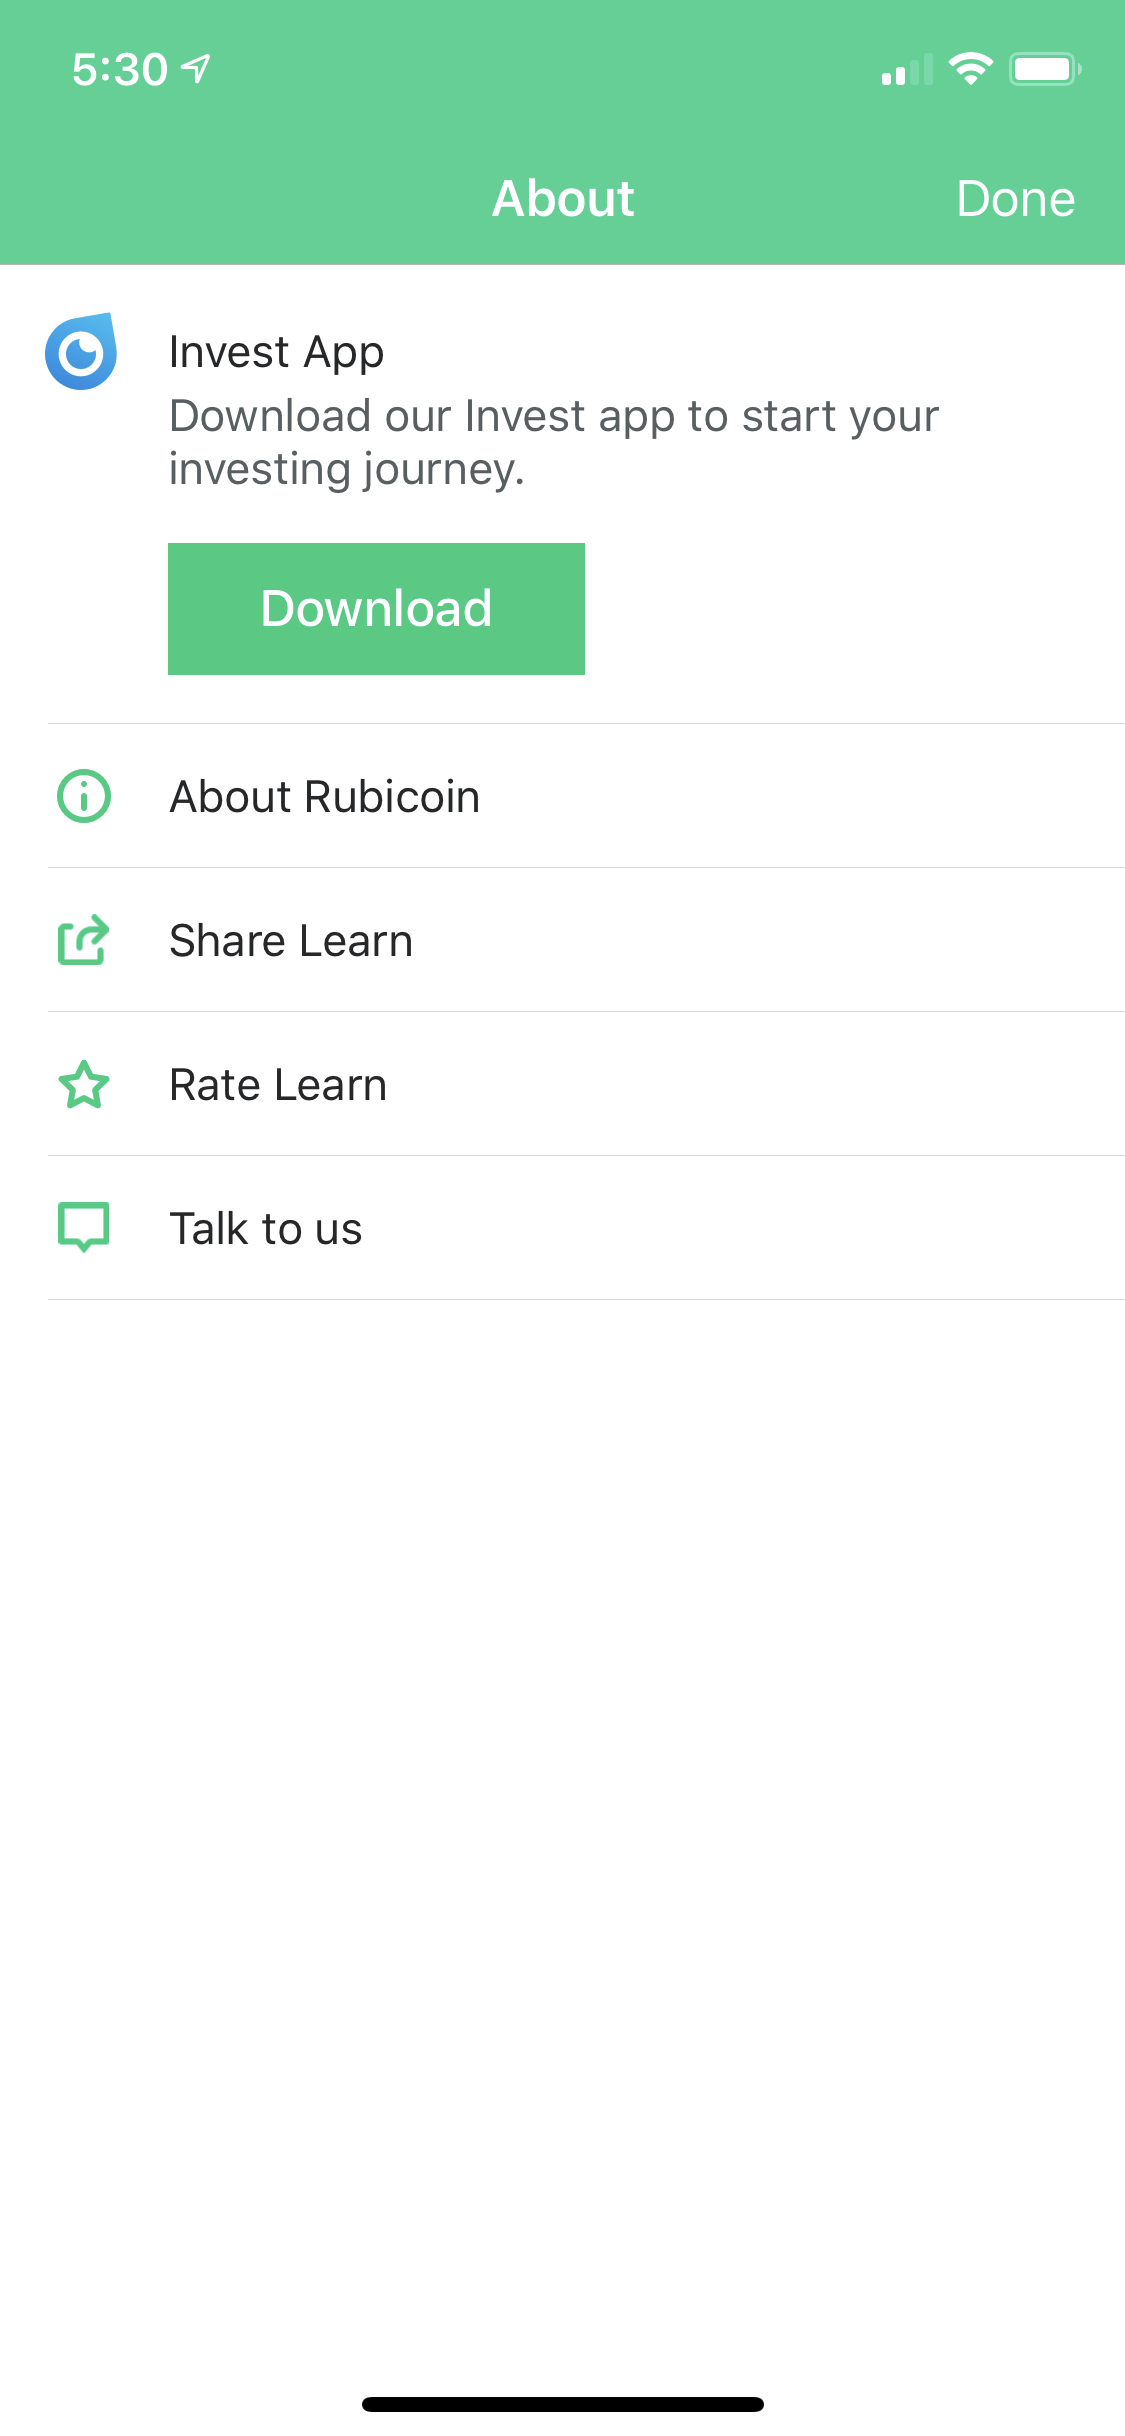 5:30
About
Done
Invest App
Download our Invest app to start your
investing journey.
Download
About Rubicoin
Share Learn
Rate Learn
Talk to us